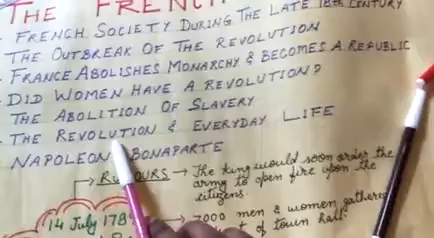 THE FRENCH
- FRENCH SOCIETY DURING THE LATE 18TH CENTURY
- THE OUTBREAK OF THE REVOLUTION
- FRANCE ABOLISHES MONARCHY & BECOMES A REPUBLIC
- DID WOMEN HAVE A REVOLUTION?
THE ABOLITION OF SLAVERY
- THE REVOLUTION & EVERYDAY LIFE
NAPOLEON BONAPARTE
→ RUMOURS → The king would soon order the
army to open fire upon the
citizens.
14 July 178
→ 7000 men & women gathered
of town hall